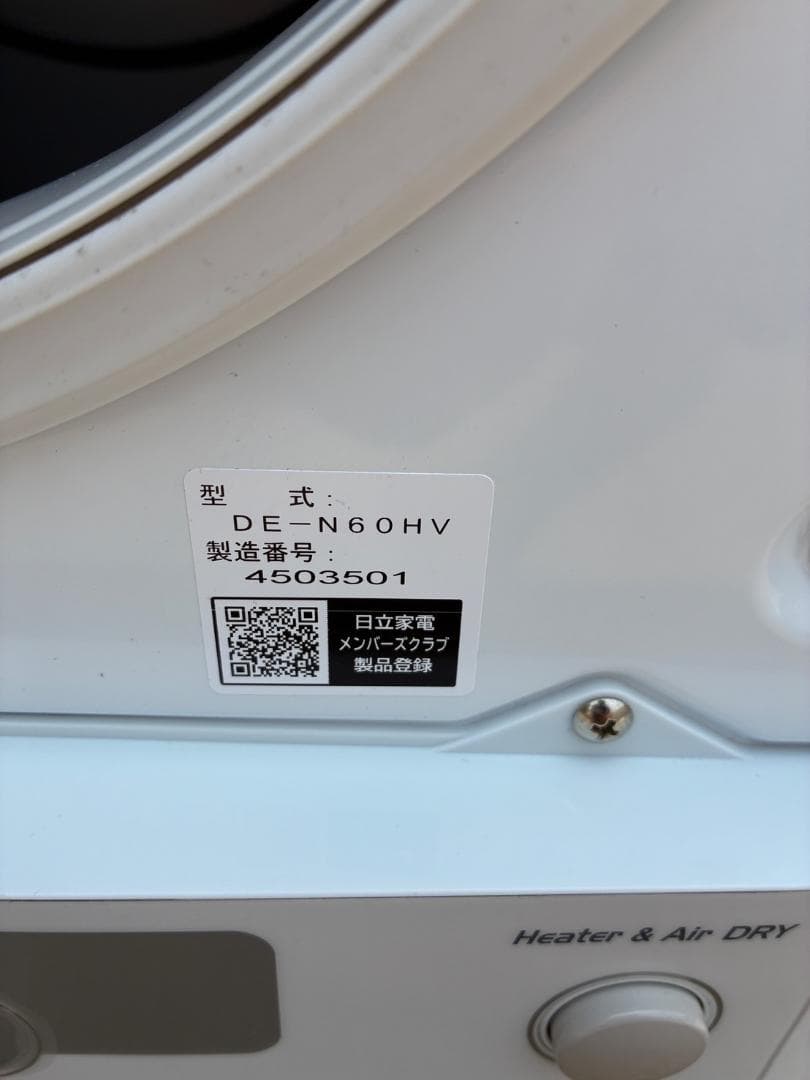 型　　式：
ＤＥ－Ｎ６０ＨＶ
製造番号：
4503501
日立家電
メンバーズクラブ
製品登録
Heater & Air DRY